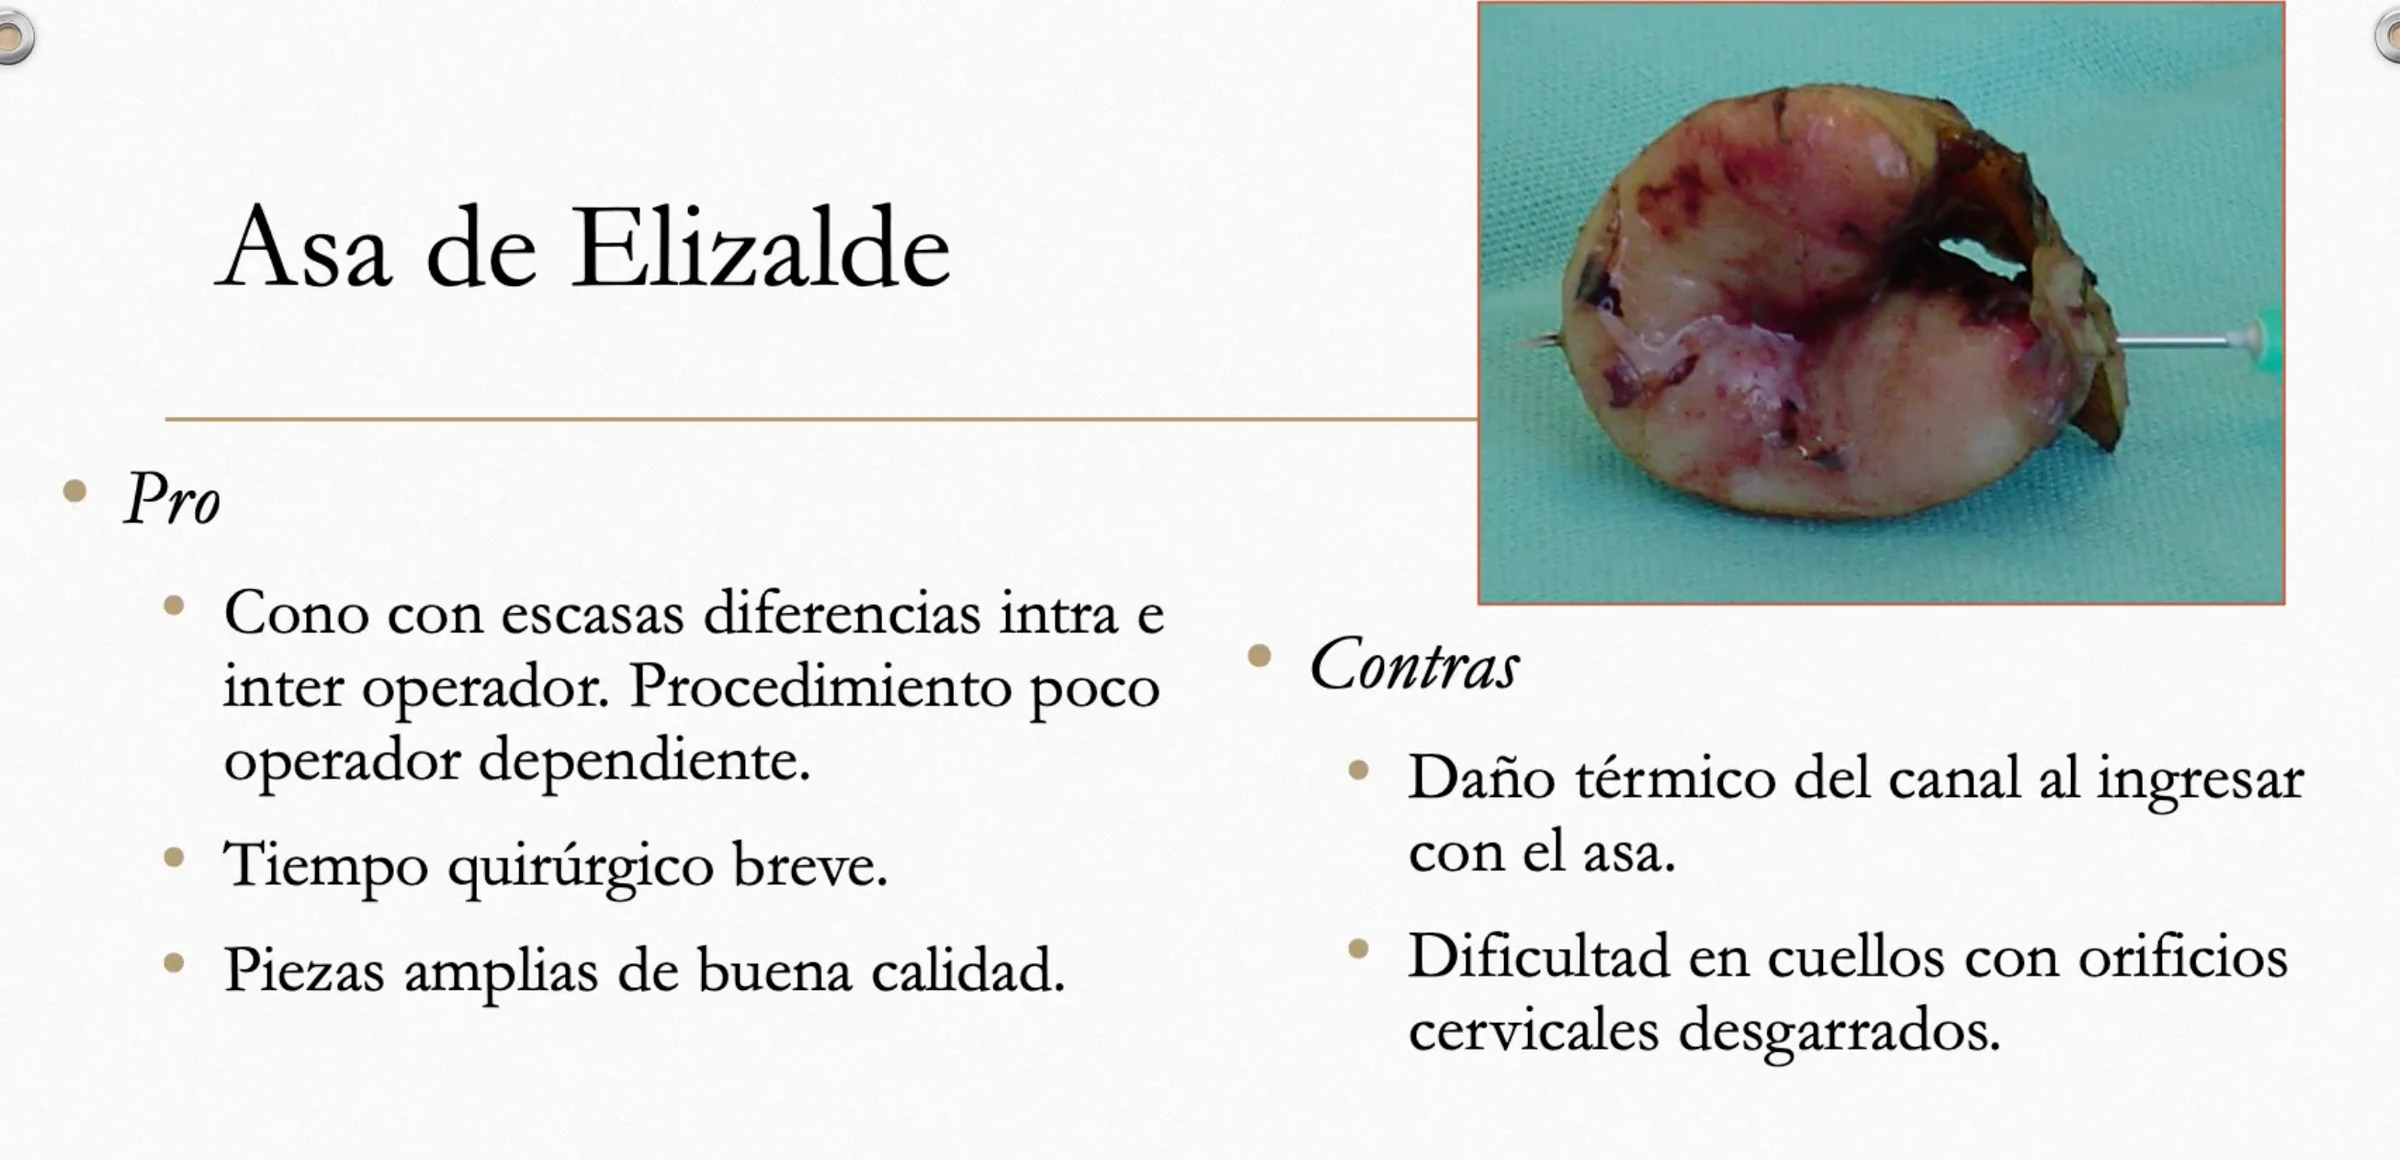 Asa de Elizalde
• Pro
• Cono con escasas diferencias intra e
inter operador. Procedimiento poco
operador dependiente.
• Tiempo quirúrgico breve.
• Piezas amplias de buena calidad.
• Contras
• Daño térmico del canal al ingresar
con el asa.
• Dificultad en cuellos con orificios
cervicales desgarrados.